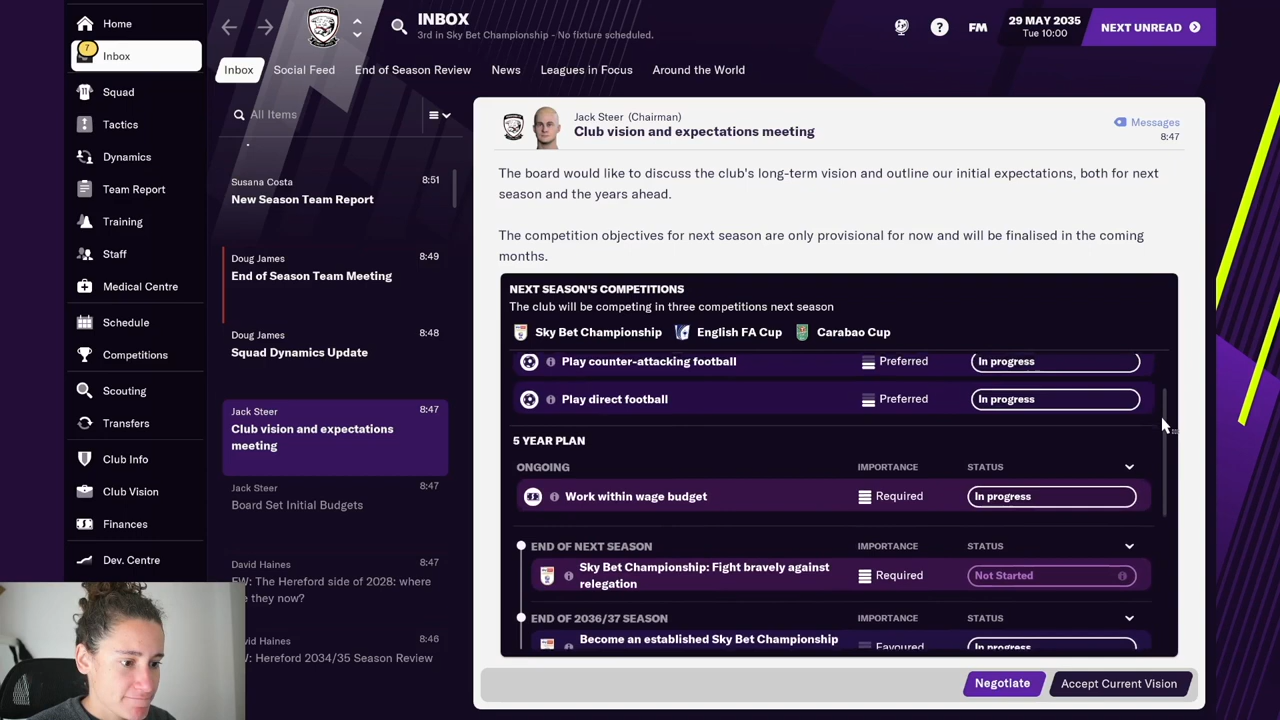 Home
7
Inbox
Squad
Tactics
Dynamics
Team Report
Training
Staff
Medical Centre
Schedule
Competitions
Scouting
Transfers
Club Info
Club Vision
Finances
Dev. Centre
INBOX
3rd in Sky Bet Championship - No fixture scheduled.
?
FM
29 MAY 2035
Tue 10:00
NEXT UNREAD
Inbox
Social Feed
End of Season Review
News
Leagues in Focus
Around the World
All Items
Susana Costa
8:51
New Season Team Report
Doug James
8:49
End of Season Team Meeting
Doug James
8:48
Squad Dynamics Update
Jack Steer
8:47
Club vision and expectations
meeting
Jack Steer
8:47
Board Set Initial Budgets
David Haines
8:47
FW: The Hereford side of 2028: where
they now?
Haines
8:46
W: Hereford 2034/35 Season Review
Jack Steer (Chairman)
Club vision and expectations meeting
Messages
8:47
The board would like to discuss the club's long-term vision and outline our initial expectations, both for next
season and the years ahead.
The competition objectives for next season are only provisional for now and will be finalised in the coming
months.
NEXT SEASON'S COMPETITIONS
The club will be competing in three competitions next season
Sky Bet Championship
English FA Cup
Carabao Cup
Play counter-attacking football
Preferred
In progress
Play direct football
Preferred
In progress
5 YEAR PLAN
ONGOING
IMPORTANCE
STATUS
Work within wage budget
Required
In progress
END OF NEXT SEASON
IMPORTANCE
STATUS
Sky Bet Championship: Fight bravely against
relegation
Required
Not Started
END OF 2036/37 SEASON
IMPORTANCE
STATUS
Become an established Sky Bet Championship
Favoured
In progress
Negotiate
Accept Current Vision